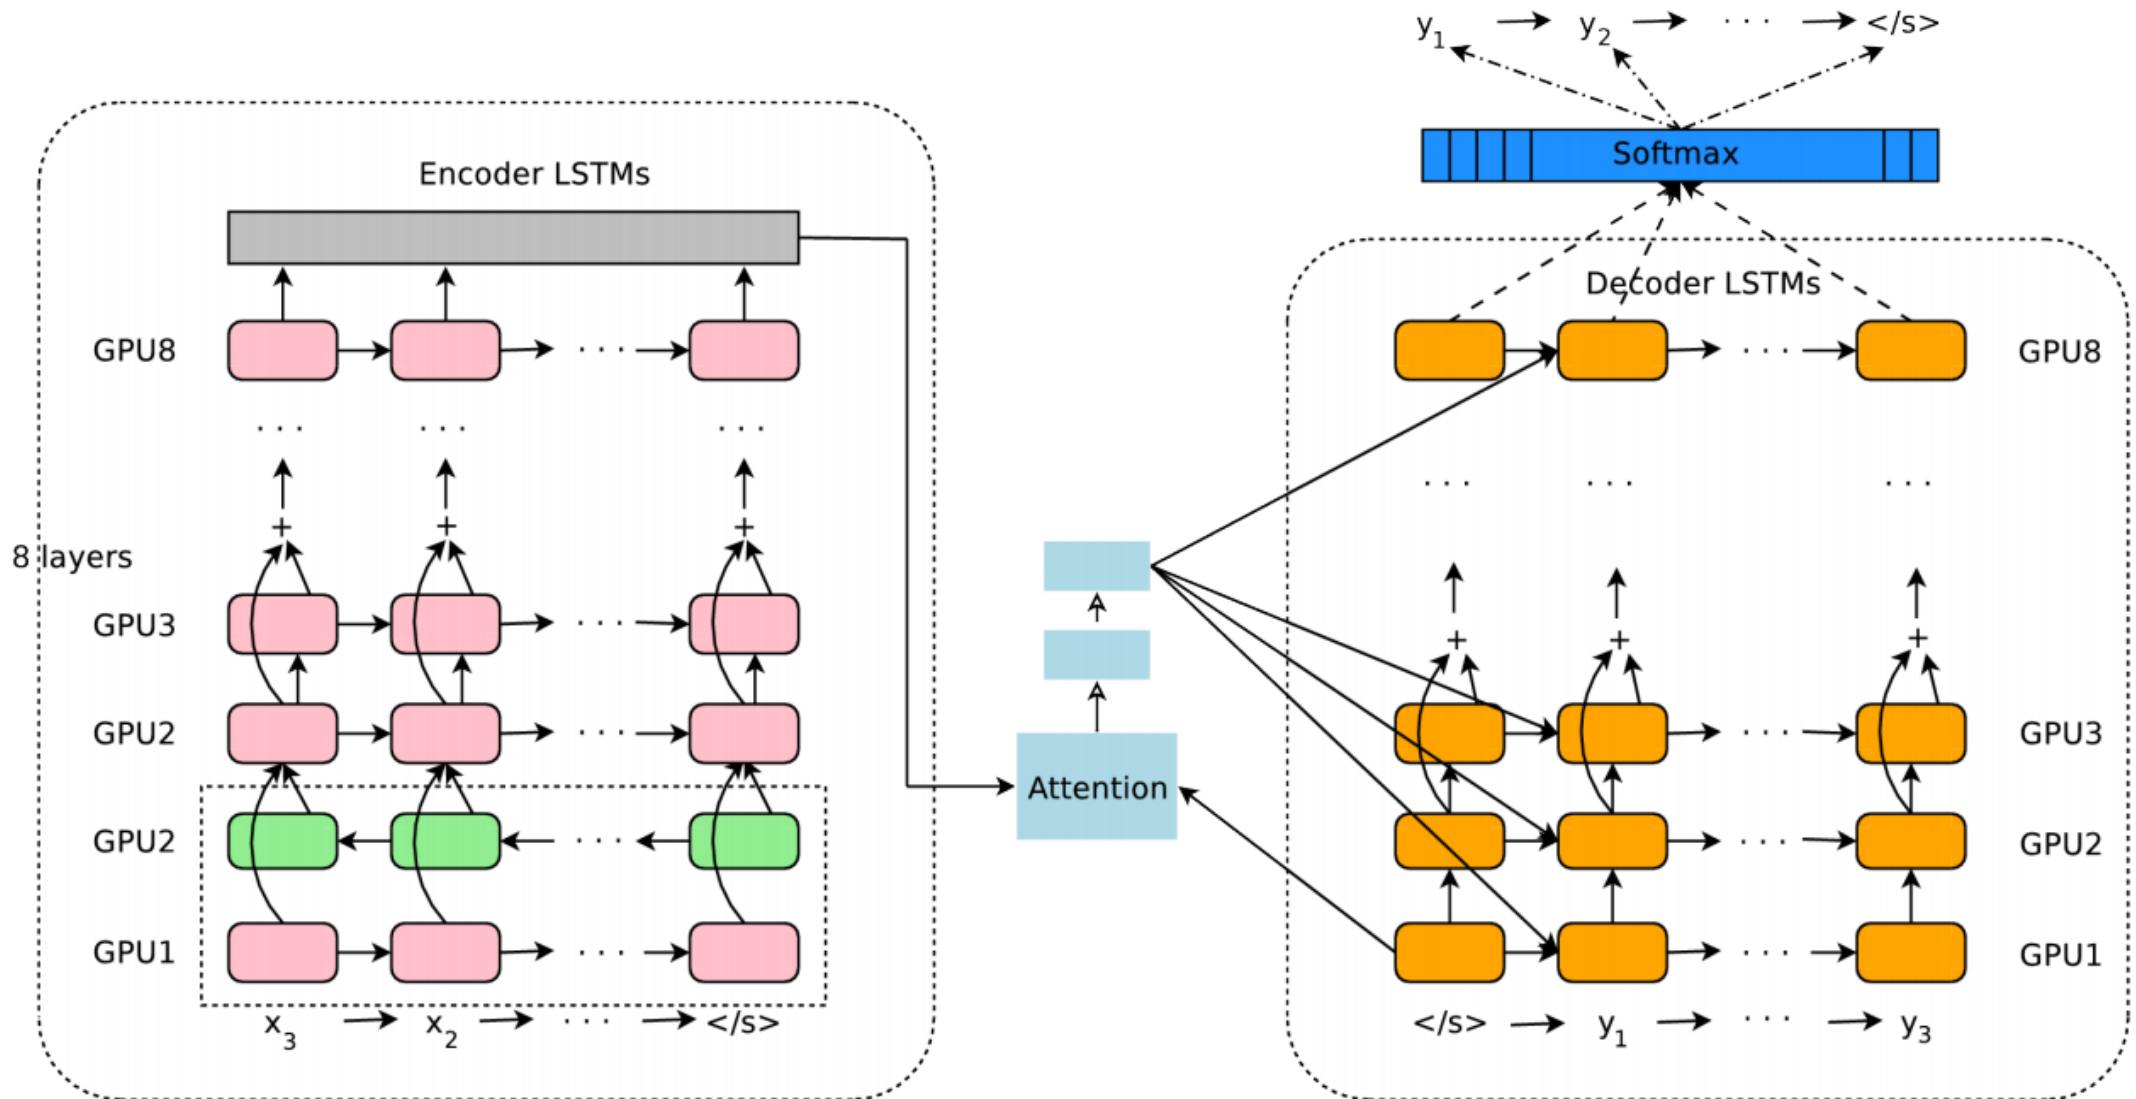 y1 y2 ... </s>
Softmax
Encoder LSTMs
Decoder LSTMs
GPU8 ... ... GPU8
... ... ...
... ... ...
+ + +
8 layers
GPU3 ...
+ + +
GPU2 ... ... GPU3
Attention
GPU2 ... ... GPU2
GPU1 ... ... GPU1
x3 x2 ... </s>
</s> y1 ... y3